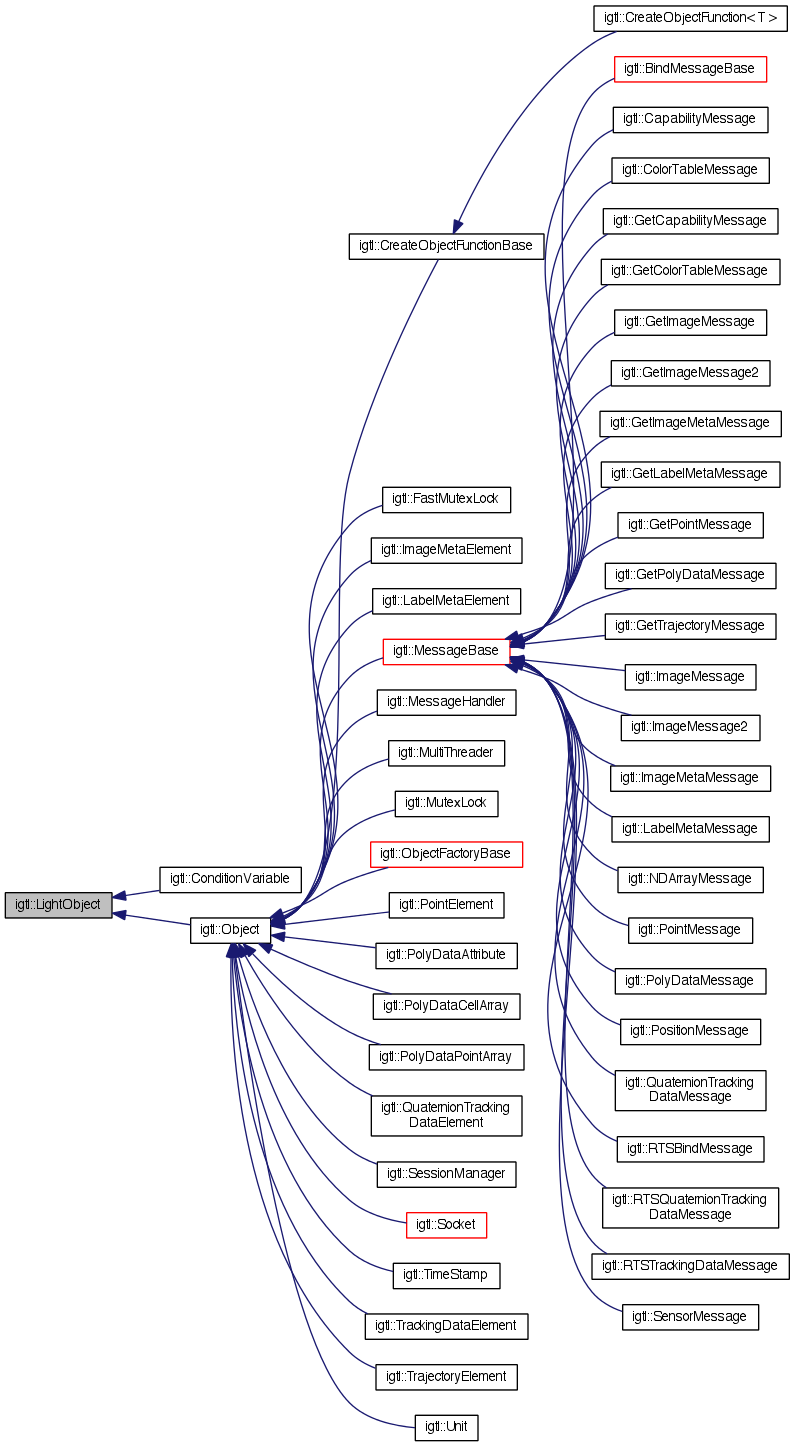 igtl::CreateObjectFunction< T >
igtl::BindMessageBase
igtl::CapabilityMessage
igtl::ColorTableMessage
igtl::GetCapabilityMessage
igtl::CreateObjectFunctionBase
igtl::GetColorTableMessage
igtl::GetImageMessage
igtl::GetImageMessage2
igtl::GetImageMetaMessage
igtl::GetLabelMetaMessage
igtl::FastMutexLock
igtl::GetPointMessage
igtl::ImageMetaElement
igtl::GetPolyDataMessage
igtl::LabelMetaElement
igtl::GetTrajectoryMessage
igtl::MessageBase
igtl::ImageMessage
igtl::MessageHandler
igtl::ImageMessage2
igtl::MultiThreader
igtl::ImageMetaMessage
igtl::MutexLock
igtl::LabelMetaMessage
igtl::ObjectFactoryBase
igtl::ConditionVariable
igtl::NDArrayMessage
igtl::LightObject
igtl::PointElement
igtl::Object
igtl::PointMessage
igtl::PolyDataAttribute
igtl::PolyDataMessage
igtl::PolyDataCellArray
igtl::PositionMessage
igtl::PolyDataPointArray
igtl::QuaternionTracking
DataMessage
igtl::QuaternionTracking
DataElement
igtl::RTSBindMessage
igtl::SessionManager
igtl::RTSQuaternionTracking
DataMessage
igtl::Socket
igtl::RTSTrackingDataMessage
igtl::TimeStamp
igtl::SensorMessage
igtl::TrackingDataElement
igtl::TrajectoryElement
igtl::Unit